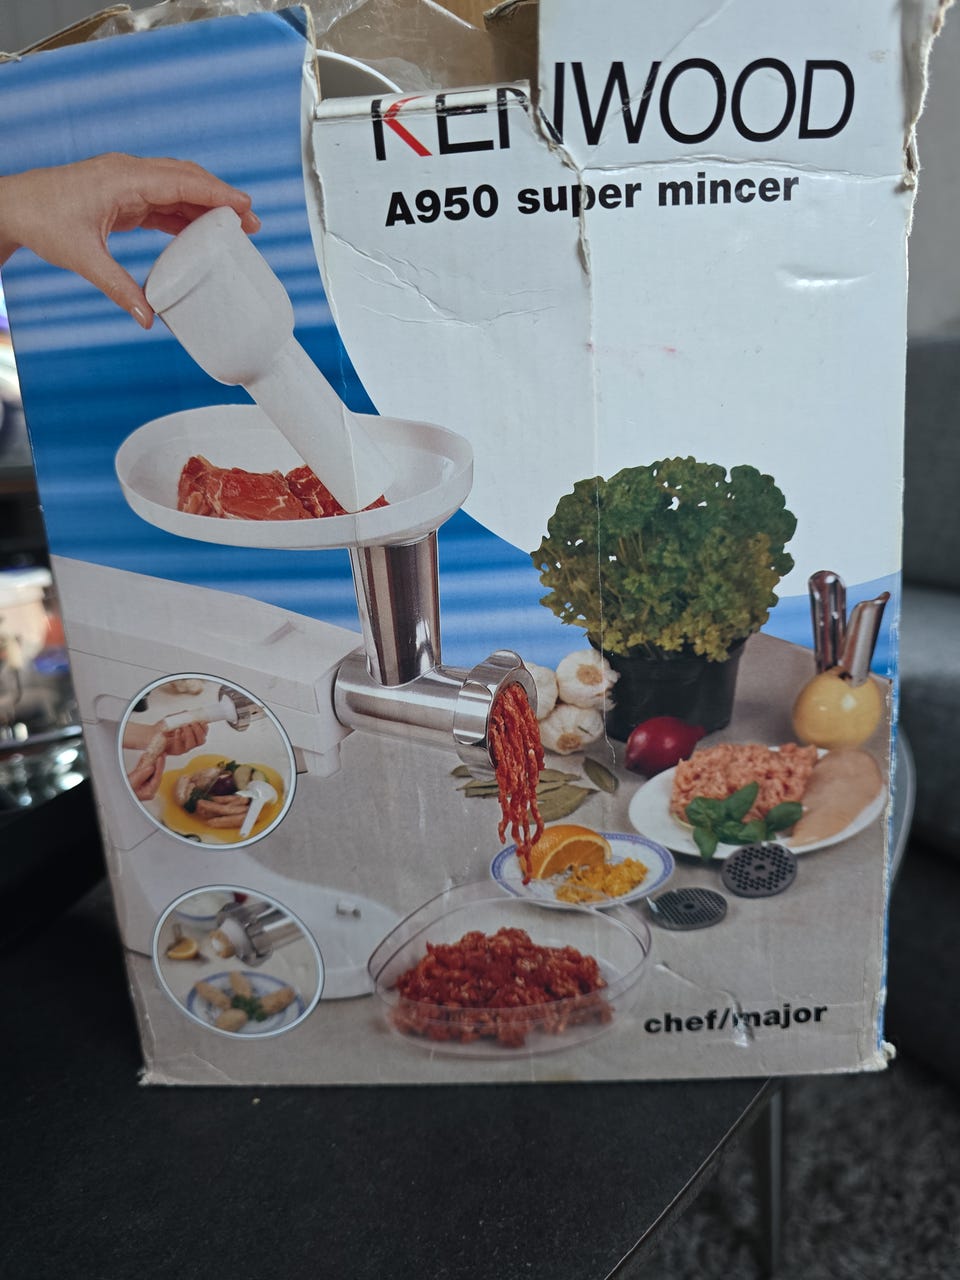 KENWOOD
A950 super mincer
chef/major